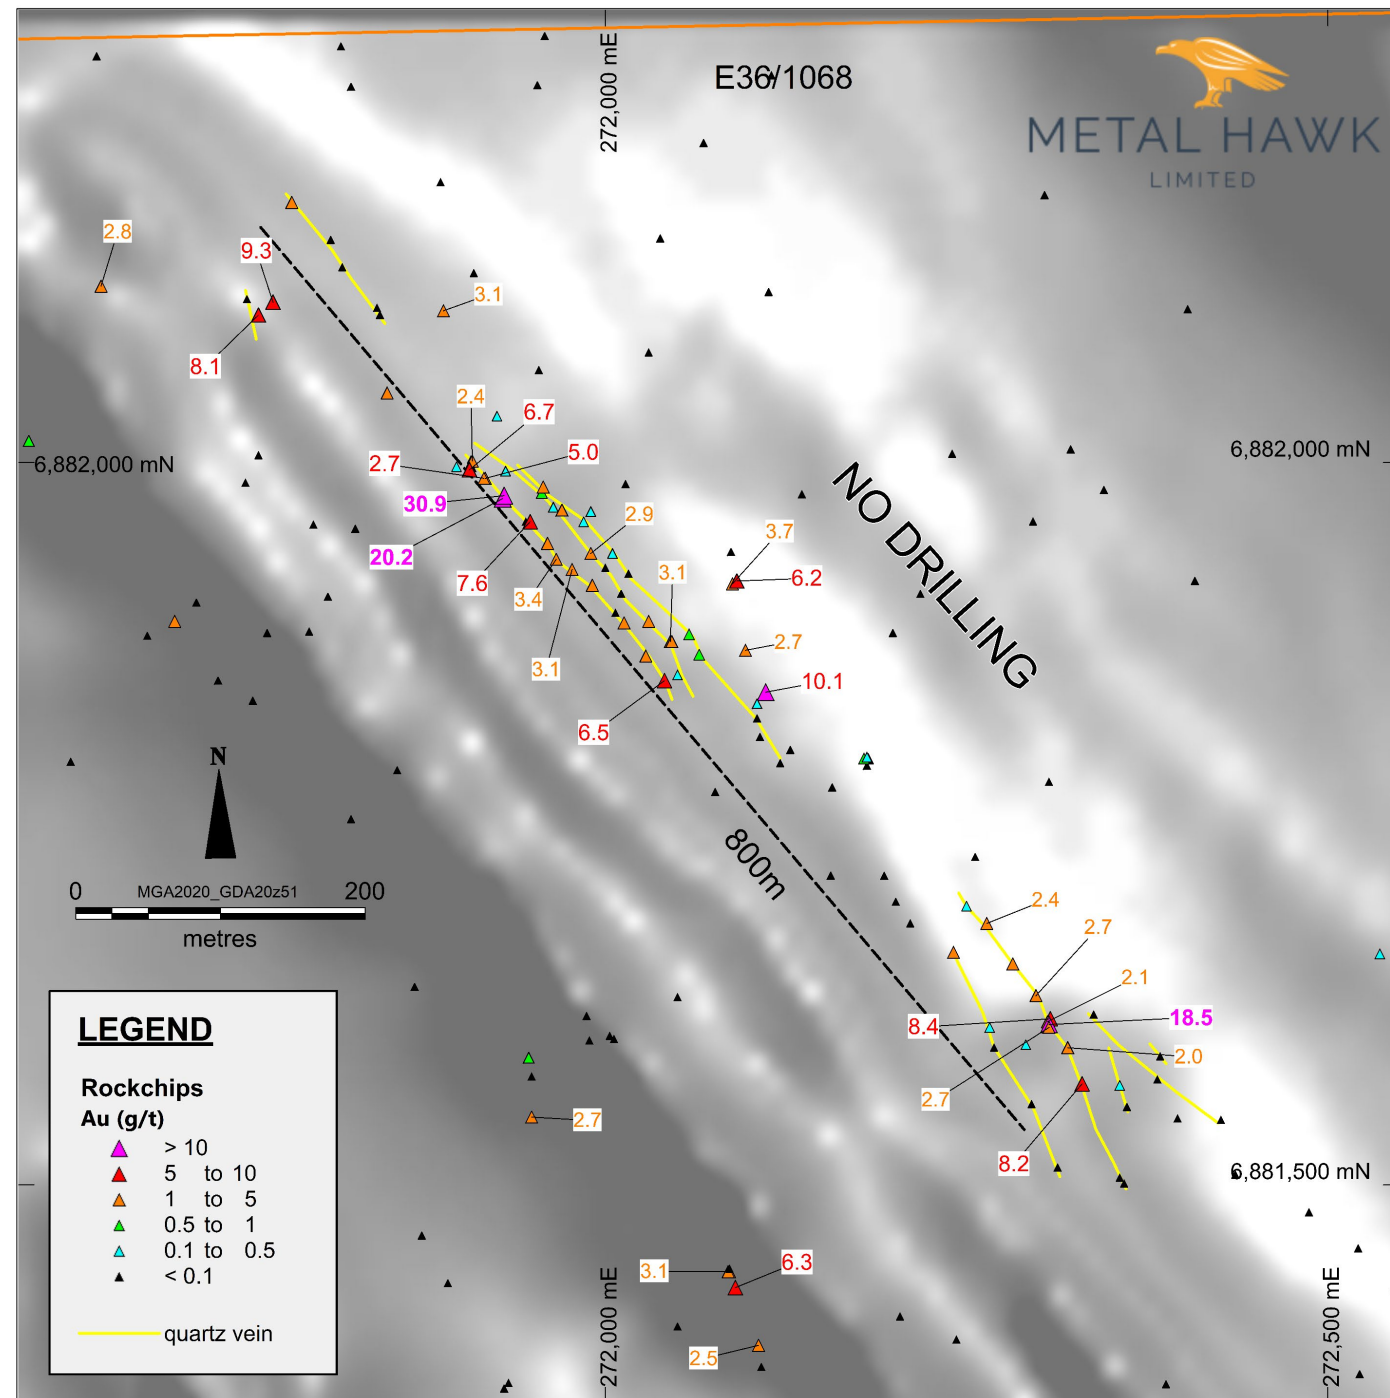 E36/1068
METAL HAWK
LIMITED
272,000 mE
2.8
9.3
3.1
8.1
2.4
6.7
2.7
5.0
6,882,000 mN
6,882,000 mN
30.9
2.9
20.2
7.6
3.4
3.1
3.1
3.7
6.2
2.7
10.1
6.5
NO DRILLING
N
800m
0
MGA2020_GDA20z51
200
metres
2.4
2.7
2.1
8.4
18.5
2.0
2.7
8.2
2.7
6,881,500 mN
3.1
6.3
2.5
272,000 mE
272,500 mE
LEGEND
Rockchips
Au (g/t)
> 10
5 to 10
1 to 5
0.5 to 1
0.1 to 0.5
< 0.1
quartz vein